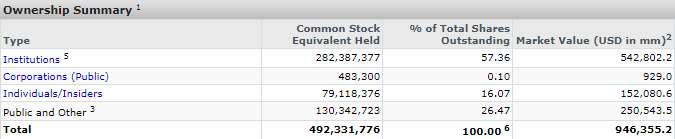 Ownership Summary 1
Type Common Stock Equivalent Held % of Total Shares Outstanding Market Value (USD in mm)2
Institutions 5 282,387,377 57.36 542,802.2
Corporations (Public) 483,300 0.10 929.0
Individuals/Insiders 79,118,376 16.07 152,080.6
Public and Other 3 130,342,723 26.47 250,543.5
Total 492,331,776 100.00 6 946,355.2